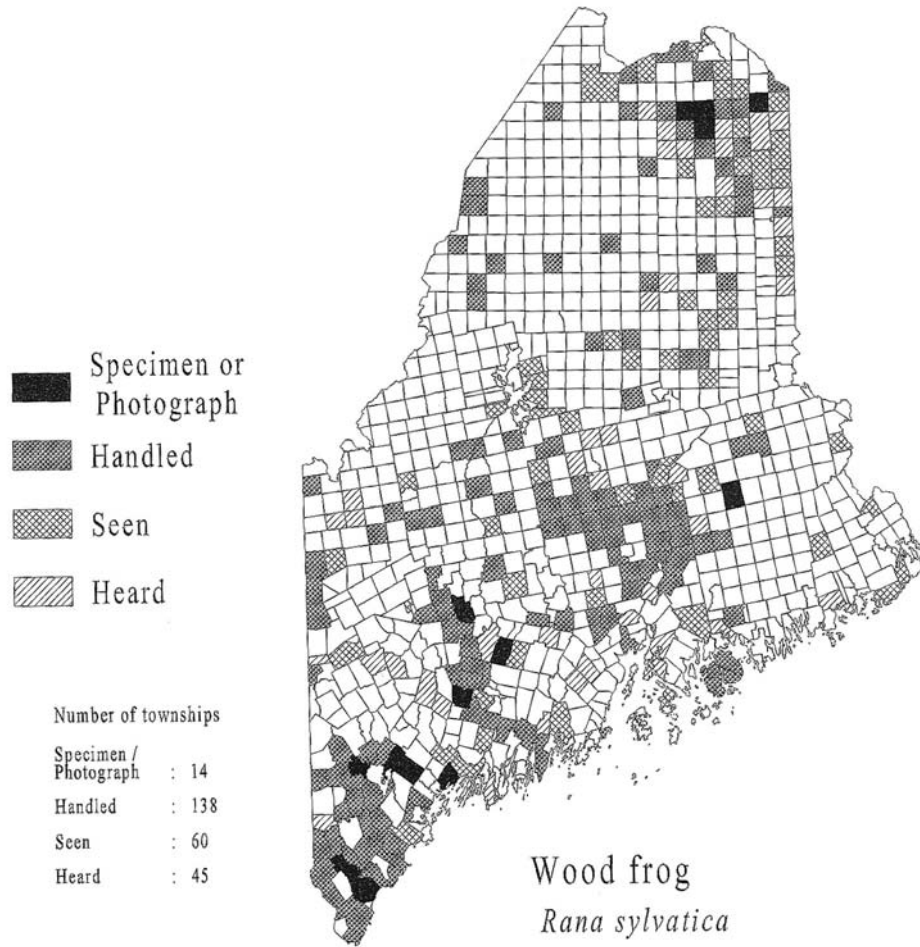 Specimen or
Photograph
Handled
Seen
Heard
Number of townships
Specimen /
Photograph : 14
Handled : 138
Seen : 60
Heard : 45
Wood frog
Rana sylvatica